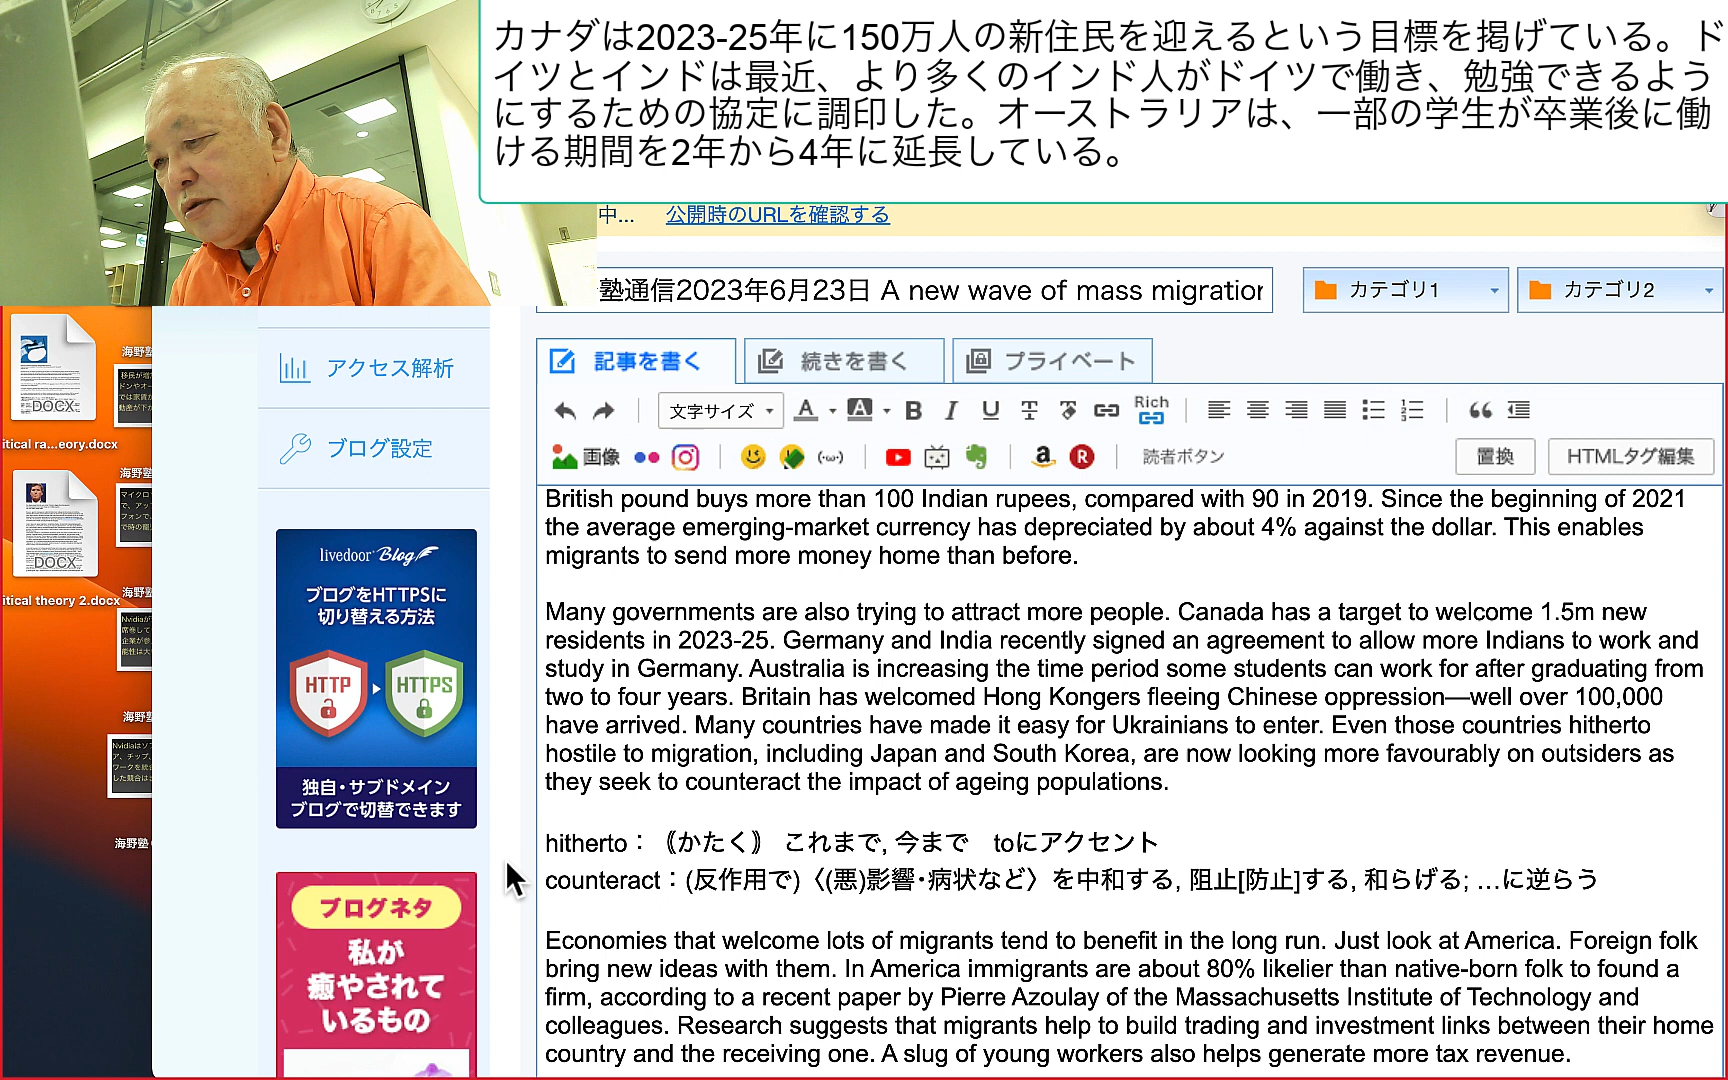 カナダは2023-25年に150万人の新住民を迎えるという目標を掲げている。ド
イツとインドは最近、より多くのインド人がドイツで働き、勉強できるよう
にするための協定に調印した。オーストラリアは、一部の学生が卒業後に働
ける期間を2年から4年に延長している。
中... 公開時のURLを確認する
塾通信2023年6月23日 A new wave of mass migration
カテゴリ1
カテゴリ2
アクセス解析
ブログ設定
記事を書く
続きを書く
プライベート
文字サイズ
Rich
画像
読者ボタン
置換
HTMLタグ編集
DOCX
itical ra...eory.docx
DOCX
itical theory 2.docx
海野塾
海野塾
海野塾
海野塾
海野塾
livedoor Blog
ブログをHTTPSに
切り替える方法
HTTP
HTTPS
独自・サブドメイン
ブログで切替できます
ブログネタ
私が
癒やされて
いるもの
British pound buys more than 100 Indian rupees, compared with 90 in 2019. Since the beginning of 2021
the average emerging-market currency has depreciated by about 4% against the dollar. This enables
migrants to send more money home than before.
Many governments are also trying to attract more people. Canada has a target to welcome 1.5m new
residents in 2023-25. Germany and India recently signed an agreement to allow more Indians to work and
study in Germany. Australia is increasing the time period some students can work for after graduating from
two to four years. Britain has welcomed Hong Kongers fleeing Chinese oppression—well over 100,000
have arrived. Many countries have made it easy for Ukrainians to enter. Even those countries hitherto
hostile to migration, including Japan and South Korea, are now looking more favourably on outsiders as
they seek to counteract the impact of ageing populations.
hitherto：⸨かたく⸩ これまで, 今まで　toにアクセント
counteract：(反作用で)〈(悪)影響･病状など〉を中和する, 阻止[防止]する, 和らげる; …に逆らう
Economies that welcome lots of migrants tend to benefit in the long run. Just look at America. Foreign folk
bring new ideas with them. In America immigrants are about 80% likelier than native-born folk to found a
firm, according to a recent paper by Pierre Azoulay of the Massachusetts Institute of Technology and
colleagues. Research suggests that migrants help to build trading and investment links between their home
country and the receiving one. A slug of young workers also helps generate more tax revenue.